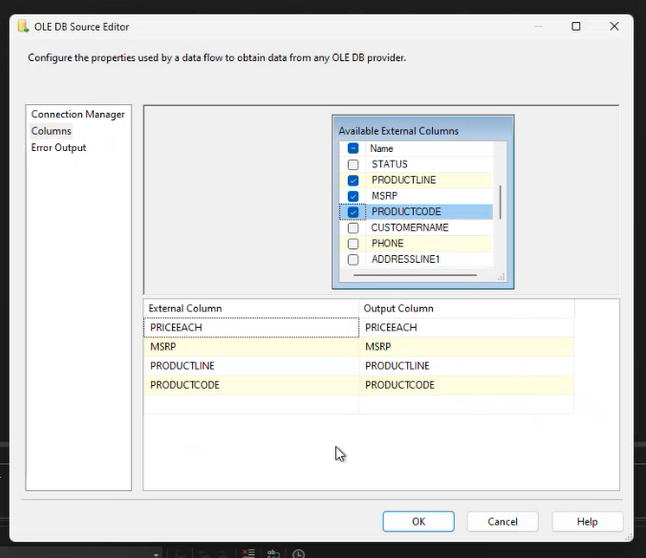 OLE DB Source Editor
Configure the properties used by a data flow to obtain data from any OLE DB provider.
Connection Manager
Columns
Error Output
Available External Columns
Name
STATUS
PRODUCTLINE
MSRP
PRODUCTCODE
CUSTOMERNAME
PHONE
ADDRESSLINE1
External Column Output Column
PRICEEACH PRICEEACH
MSRP MSRP
PRODUCTLINE PRODUCTLINE
PRODUCTCODE PRODUCTCODE
OK Cancel Help